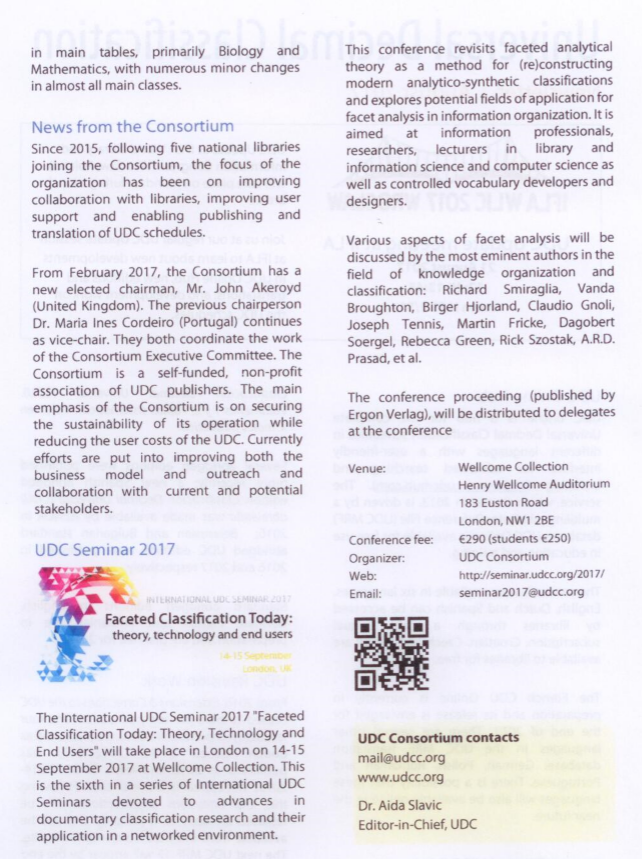 in main tables, primarily Biology and
Mathematics, with numerous minor changes
in almost all main classes.
News from the Consortium
Since 2015, following five national libraries
joining the Consortium, the focus of the
organization has been on improving
collaboration with libraries, improving user
support and enabling publishing and
translation of UDC schedules.
From February 2017, the Consortium has a
new elected chairman, Mr. John Akeroyd
(United Kingdom). The previous chairperson
Dr. Maria Ines Cordeiro (Portugal) continues
as vice-chair. They both coordinate the work
of the Consortium Executive Committee. The
Consortium is a self-funded, non-profit
association of UDC publishers. The main
emphasis of the Consortium is on securing
the sustainability of its operation while
reducing the user costs of the UDC. Currently
efforts are put into improving both the
business model and outreach and
collaboration with current and potential
stakeholders.
UDC Seminar 2017
INTERNATIONAL UDC SEMINAR 2017
Faceted Classification Today:
theory, technology and end users
14-15 September
London, UK
The International UDC Seminar 2017 "Faceted
Classification Today: Theory, Technology and
End Users" will take place in London on 14-15
September 2017 at Wellcome Collection. This
is the sixth in a series of International UDC
Seminars devoted to advances in
documentary classification research and their
application in a networked environment.
This conference revisits faceted analytical
theory as a method for (re)constructing
modern analytico-synthetic classifications
and explores potential fields of application for
facet analysis in information organization. It is
aimed at information professionals,
researchers, lecturers in library and
information science and computer science as
well as controlled vocabulary developers and
designers.
Various aspects of facet analysis will be
discussed by the most eminent authors in the
field of knowledge organization and
classification: Richard Smiraglia, Vanda
Broughton, Birger Hjorland, Claudio Gnoli,
Joseph Tennis, Martin Fricke, Dagobert
Soergel, Rebecca Green, Rick Szostak, A.R.D.
Prasad, et al.
The conference proceeding (published by
Ergon Verlag), will be distributed to delegates
at the conference
Venue: Wellcome Collection
Henry Wellcome Auditorium
183 Euston Road
London, NW1 2BE
Conference fee: €290 (students €250)
Organizer: UDC Consortium
Web: http://seminar.udcc.org/2017/
Email: seminar2017@udcc.org
UDC Consortium contacts
mail@udcc.org
www.udcc.org
Dr. Aida Slavic
Editor-in-Chief, UDC